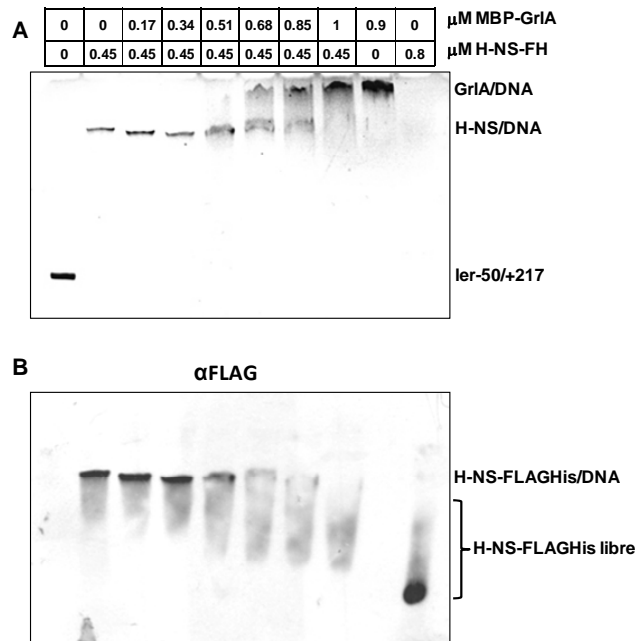 A
0 0 0.17 0.34 0.51 0.68 0.85 1 0.9 0 μM MBP-GrlA
0 0.45 0.45 0.45 0.45 0.45 0.45 0.45 0 0.8 μM H-NS-FH
GrlA/DNA
H-NS/DNA
ler-50/+217
B
αFLAG
H-NS-FLAGHis/DNA
H-NS-FLAGHis libre